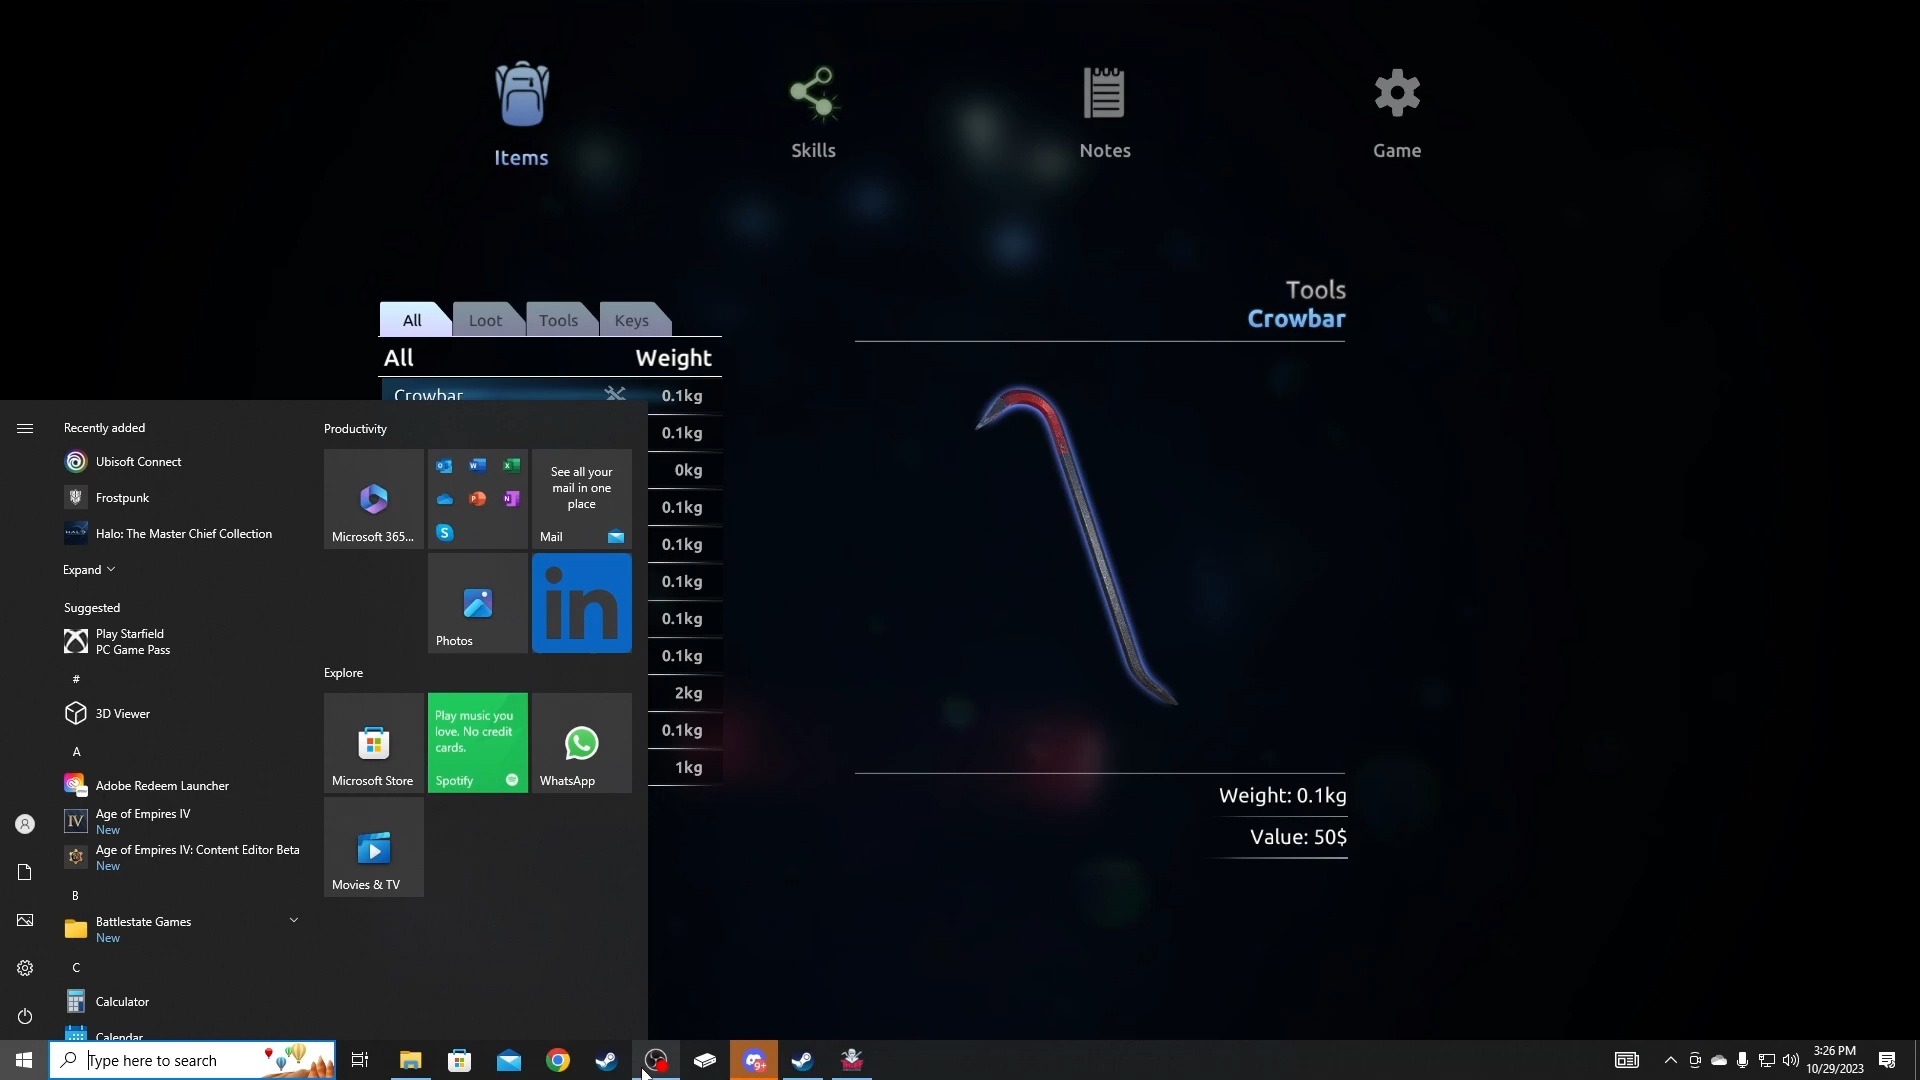 Items
Skills
Notes
Game
Tools
Crowbar
All
Loot
Tools
Keys
All Weight
Crowbar 0.1kg
0.1kg
0kg
0.1kg
0.1kg
0.1kg
0.1kg
0.1kg
2kg
0.1kg
1kg
Weight: 0.1kg
Value: 50$
Recently added
Ubisoft Connect
Frostpunk
HALO
Halo: The Master Chief Collection
Expand
Suggested
Play Starfield
PC Game Pass
#
3D Viewer
A
Adobe Redeem Launcher
IV
Age of Empires IV
New
Age of Empires IV: Content Editor Beta
New
B
Battlestate Games
New
C
Calculator
Calendar
Productivity
Microsoft 365...
See all your
mail in one
place
Mail
Photos
in
Explore
Microsoft Store
Play music you
love. No credit
cards.
Spotify
WhatsApp
Movies & TV
Type here to search
9+
3:26 PM
10/29/2023